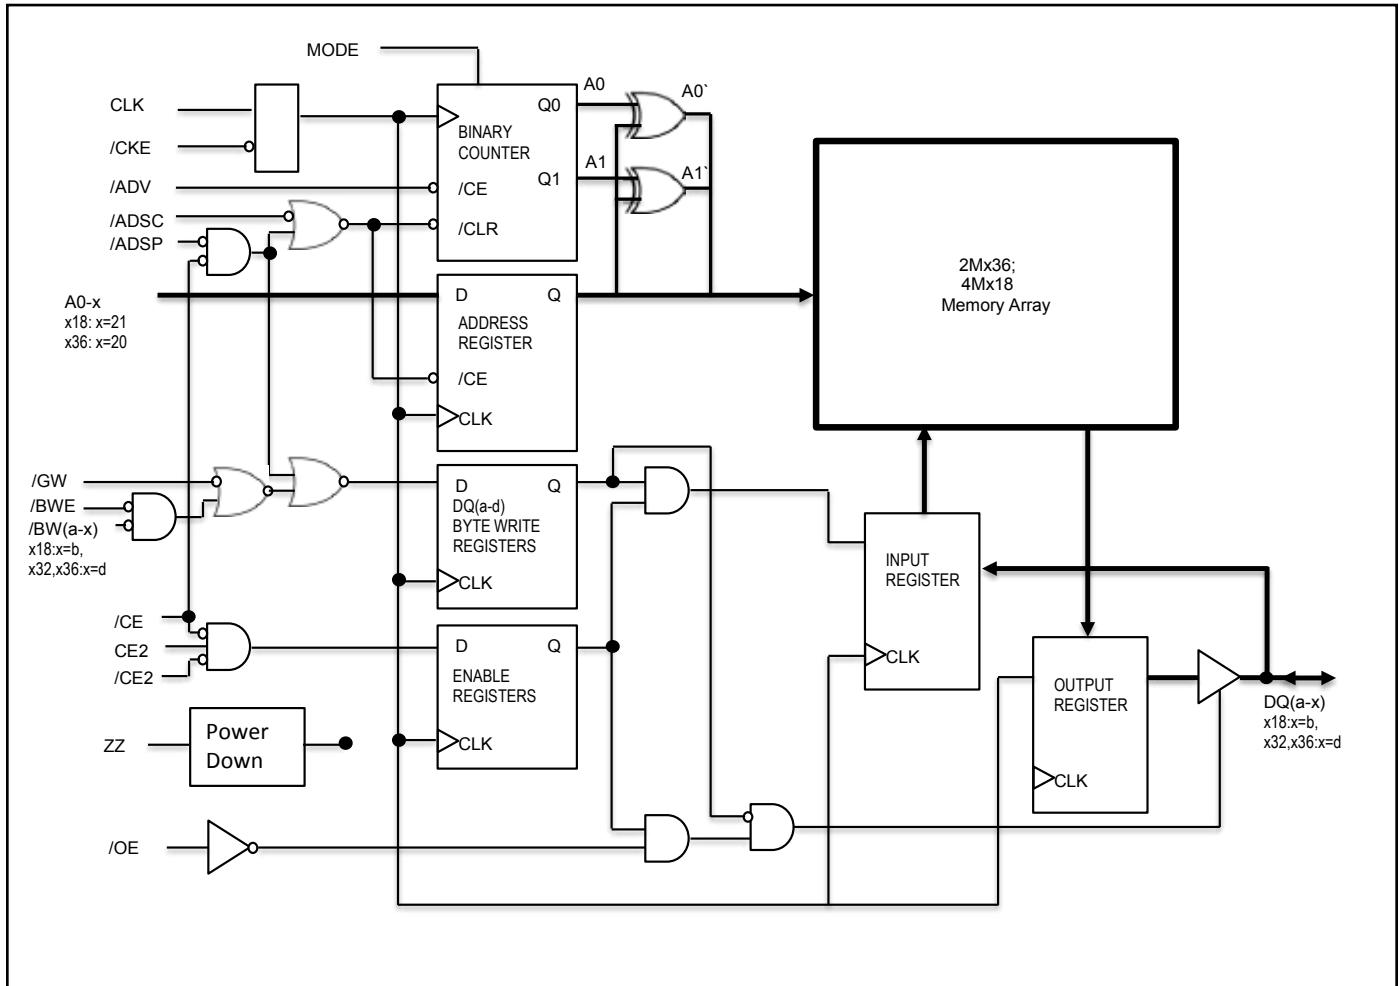 MODE
CLK
/CKE
/ADV
/ADSC
/ADSP
A0-x
x18: x=21
x36: x=20
/GW
/BWE
/BW(a-x)
x18:x=b,
x32,x36:x=d
/CE
CE2
/CE2
ZZ
Power
Down
/OE
Q0
BINARY
COUNTER
Q1
/CE
/CLR
A0
A0`
A1
A1`
D
Q
ADDRESS
REGISTER
/CE
CLK
D
Q
DQ(a-d)
BYTE WRITE
REGISTERS
CLK
D
Q
ENABLE
REGISTERS
CLK
2Mx36;
4Mx18
Memory Array
INPUT
REGISTER
CLK
OUTPUT
REGISTER
CLK
DQ(a-x)
x18:x=b,
x32,x36:x=d